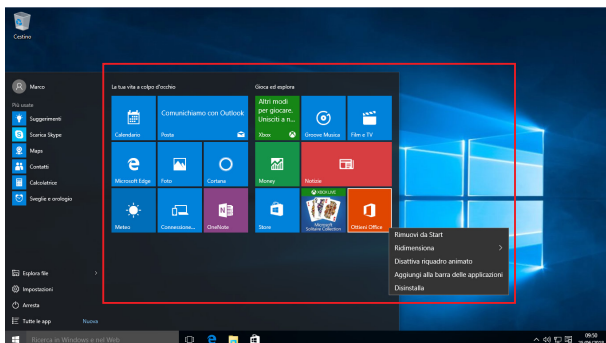 Cestino
Marco
Più usate
Suggerimenti
Scarica Skype
Maps
Contatti
Calcolatrice
Sveglie e orologio
Esplora file
Impostazioni
Arresta
Tutte le app
Nuova
La tua vita a colpo d'occhio
Calendario
Comunichiamo con Outlook
Posta
Microsoft Edge
Foto
Cortana
Meteo
Connessione...
OneNote
Gioca ed esplora
Altri modi
per giocare.
Unisciti a n...
Xbox
Groove Musica
Film e TV
Money
Notizie
Store
XBOX LIVE
Microsoft
Solitaire Collection
Ottieni Office
Rimuovi da Start
Ridimensiona
Disattiva riquadro animato
Aggiungi alla barra delle applicazioni
Disinstalla
Ricerca in Windows e nel Web
09:50